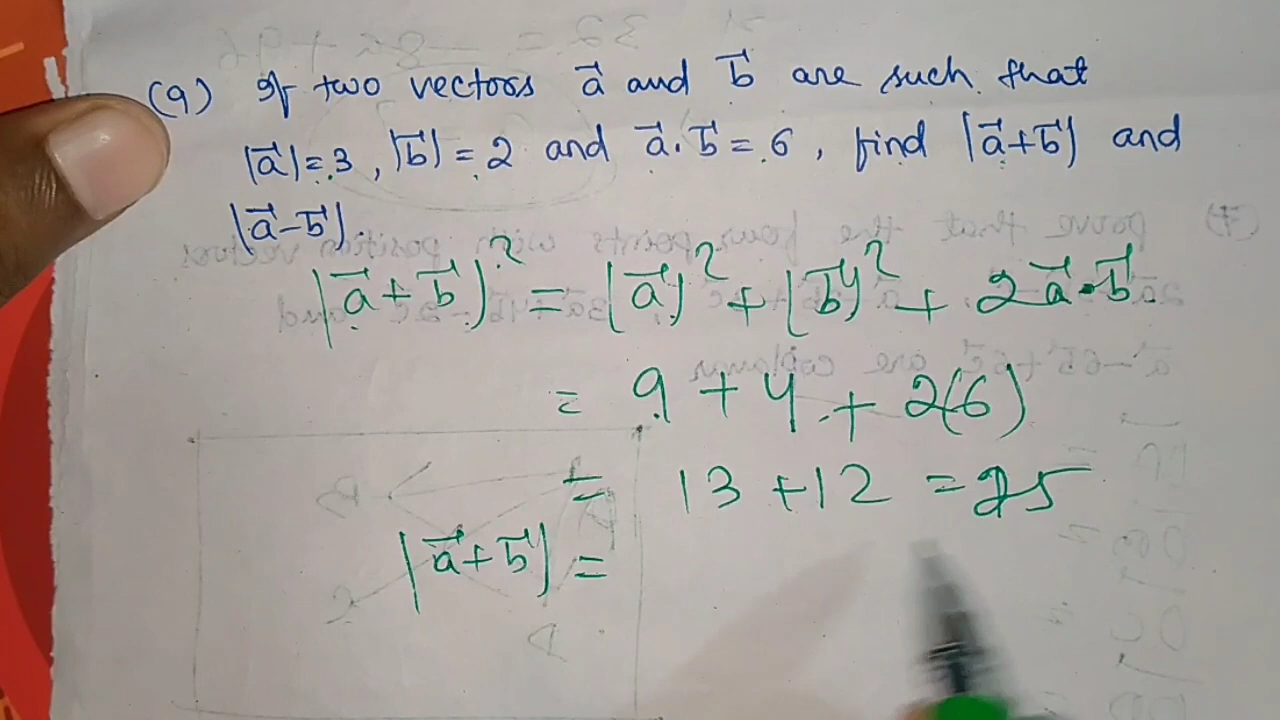 (9) If two vectors a⃗ and b⃗ are such that
|a⃗|=3, |b⃗|=2 and a⃗.b⃗=6, find |a⃗+b⃗| and
|a⃗-b⃗|.
|a⃗+b⃗|² = |a⃗|² + |b⃗|² + 2a⃗·b⃗.
= 9 + 4 + 2(6)
= 13 + 12 = 25
|a⃗+b⃗| =